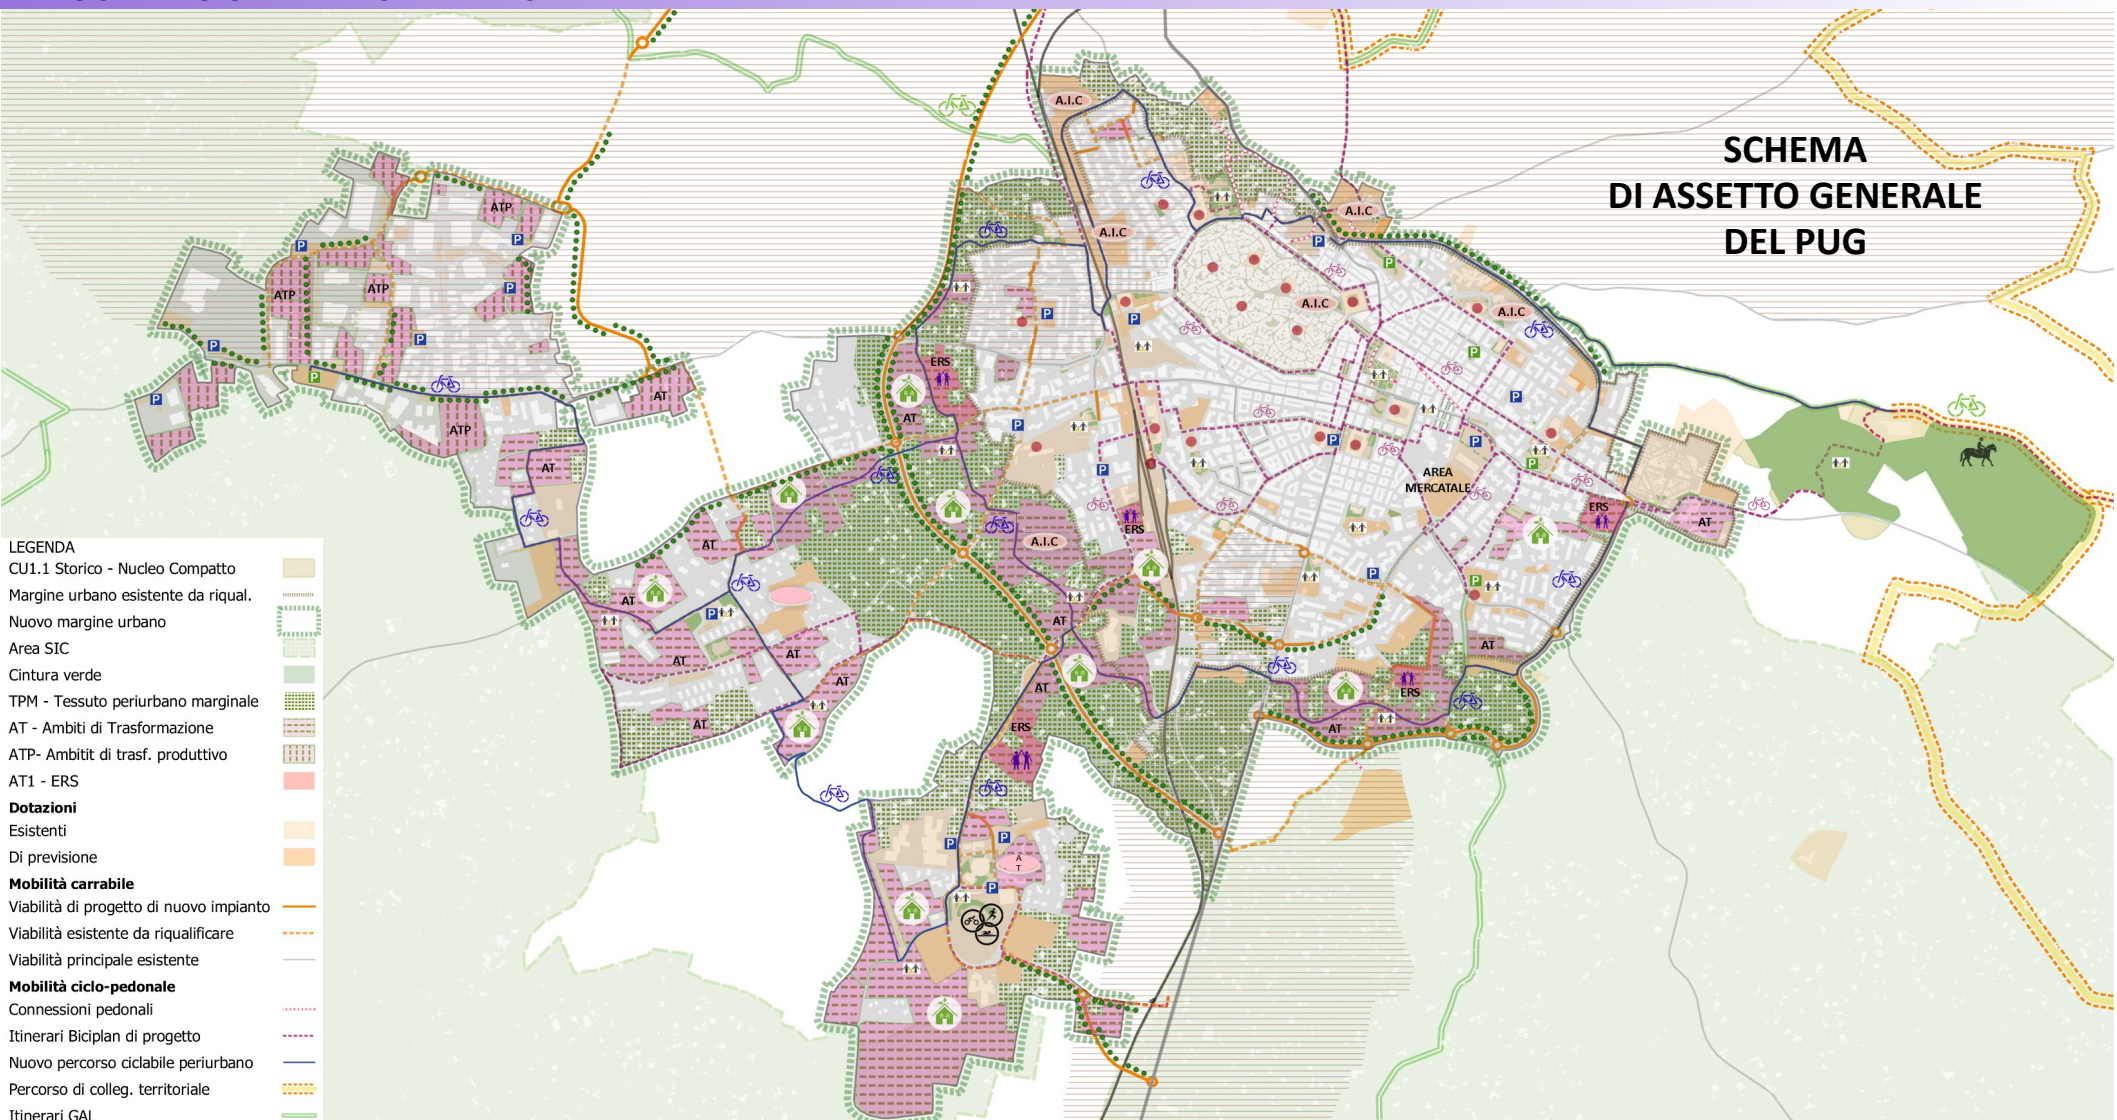 SCHEMA
DI ASSETTO GENERALE
DEL PUG
A.I.C
A.I.C
A.I.C
A.I.C
A.I.C
ATP
P
P
ATP
ATP
P
P
P
P
P
ATP
AT
AT
P
P
P
P
P
ERS
AT
P
P
P
P
P
P
AREA
MERCATALE
P
P
P
ERS
AT
ERS
A.I.C
AT
AT
P
P
P
AT
AT
AT
AT
AT
AT
AT
ERS
AT
ERS
AT
P
P
A
T
P
LEGENDA
CU1.1 Storico - Nucleo Compatto
Margine urbano esistente da riqual.
Nuovo margine urbano
Area SIC
Cintura verde
TPM - Tessuto periurbano marginale
AT - Ambiti di Trasformazione
ATP- Ambitit di trasf. produttivo
AT1 - ERS
Dotazioni
Esistenti
Di previsione
Mobilità carrabile
Viabilità di progetto di nuovo impianto
Viabilità esistente da riqualificare
Viabilità principale esistente
Mobilità ciclo-pedonale
Connessioni pedonali
Itinerari Biciplan di progetto
Nuovo percorso ciclabile periurbano
Percorso di colleg. territoriale
Itinerari GAL